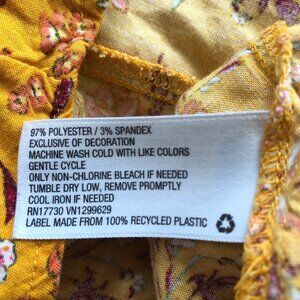 97% POLYESTER / 3% SPANDEX
EXCLUSIVE OF DECORATION
MACHINE WASH COLD WITH LIKE COLORS
GENTLE CYCLE
ONLY NON-CHLORINE BLEACH IF NEEDED
TUMBLE DRY LOW, REMOVE PROMPTLY
COOL IRON IF NEEDED
RN17730 VN1299629
LABEL MADE FROM 100% RECYCLED PLASTIC